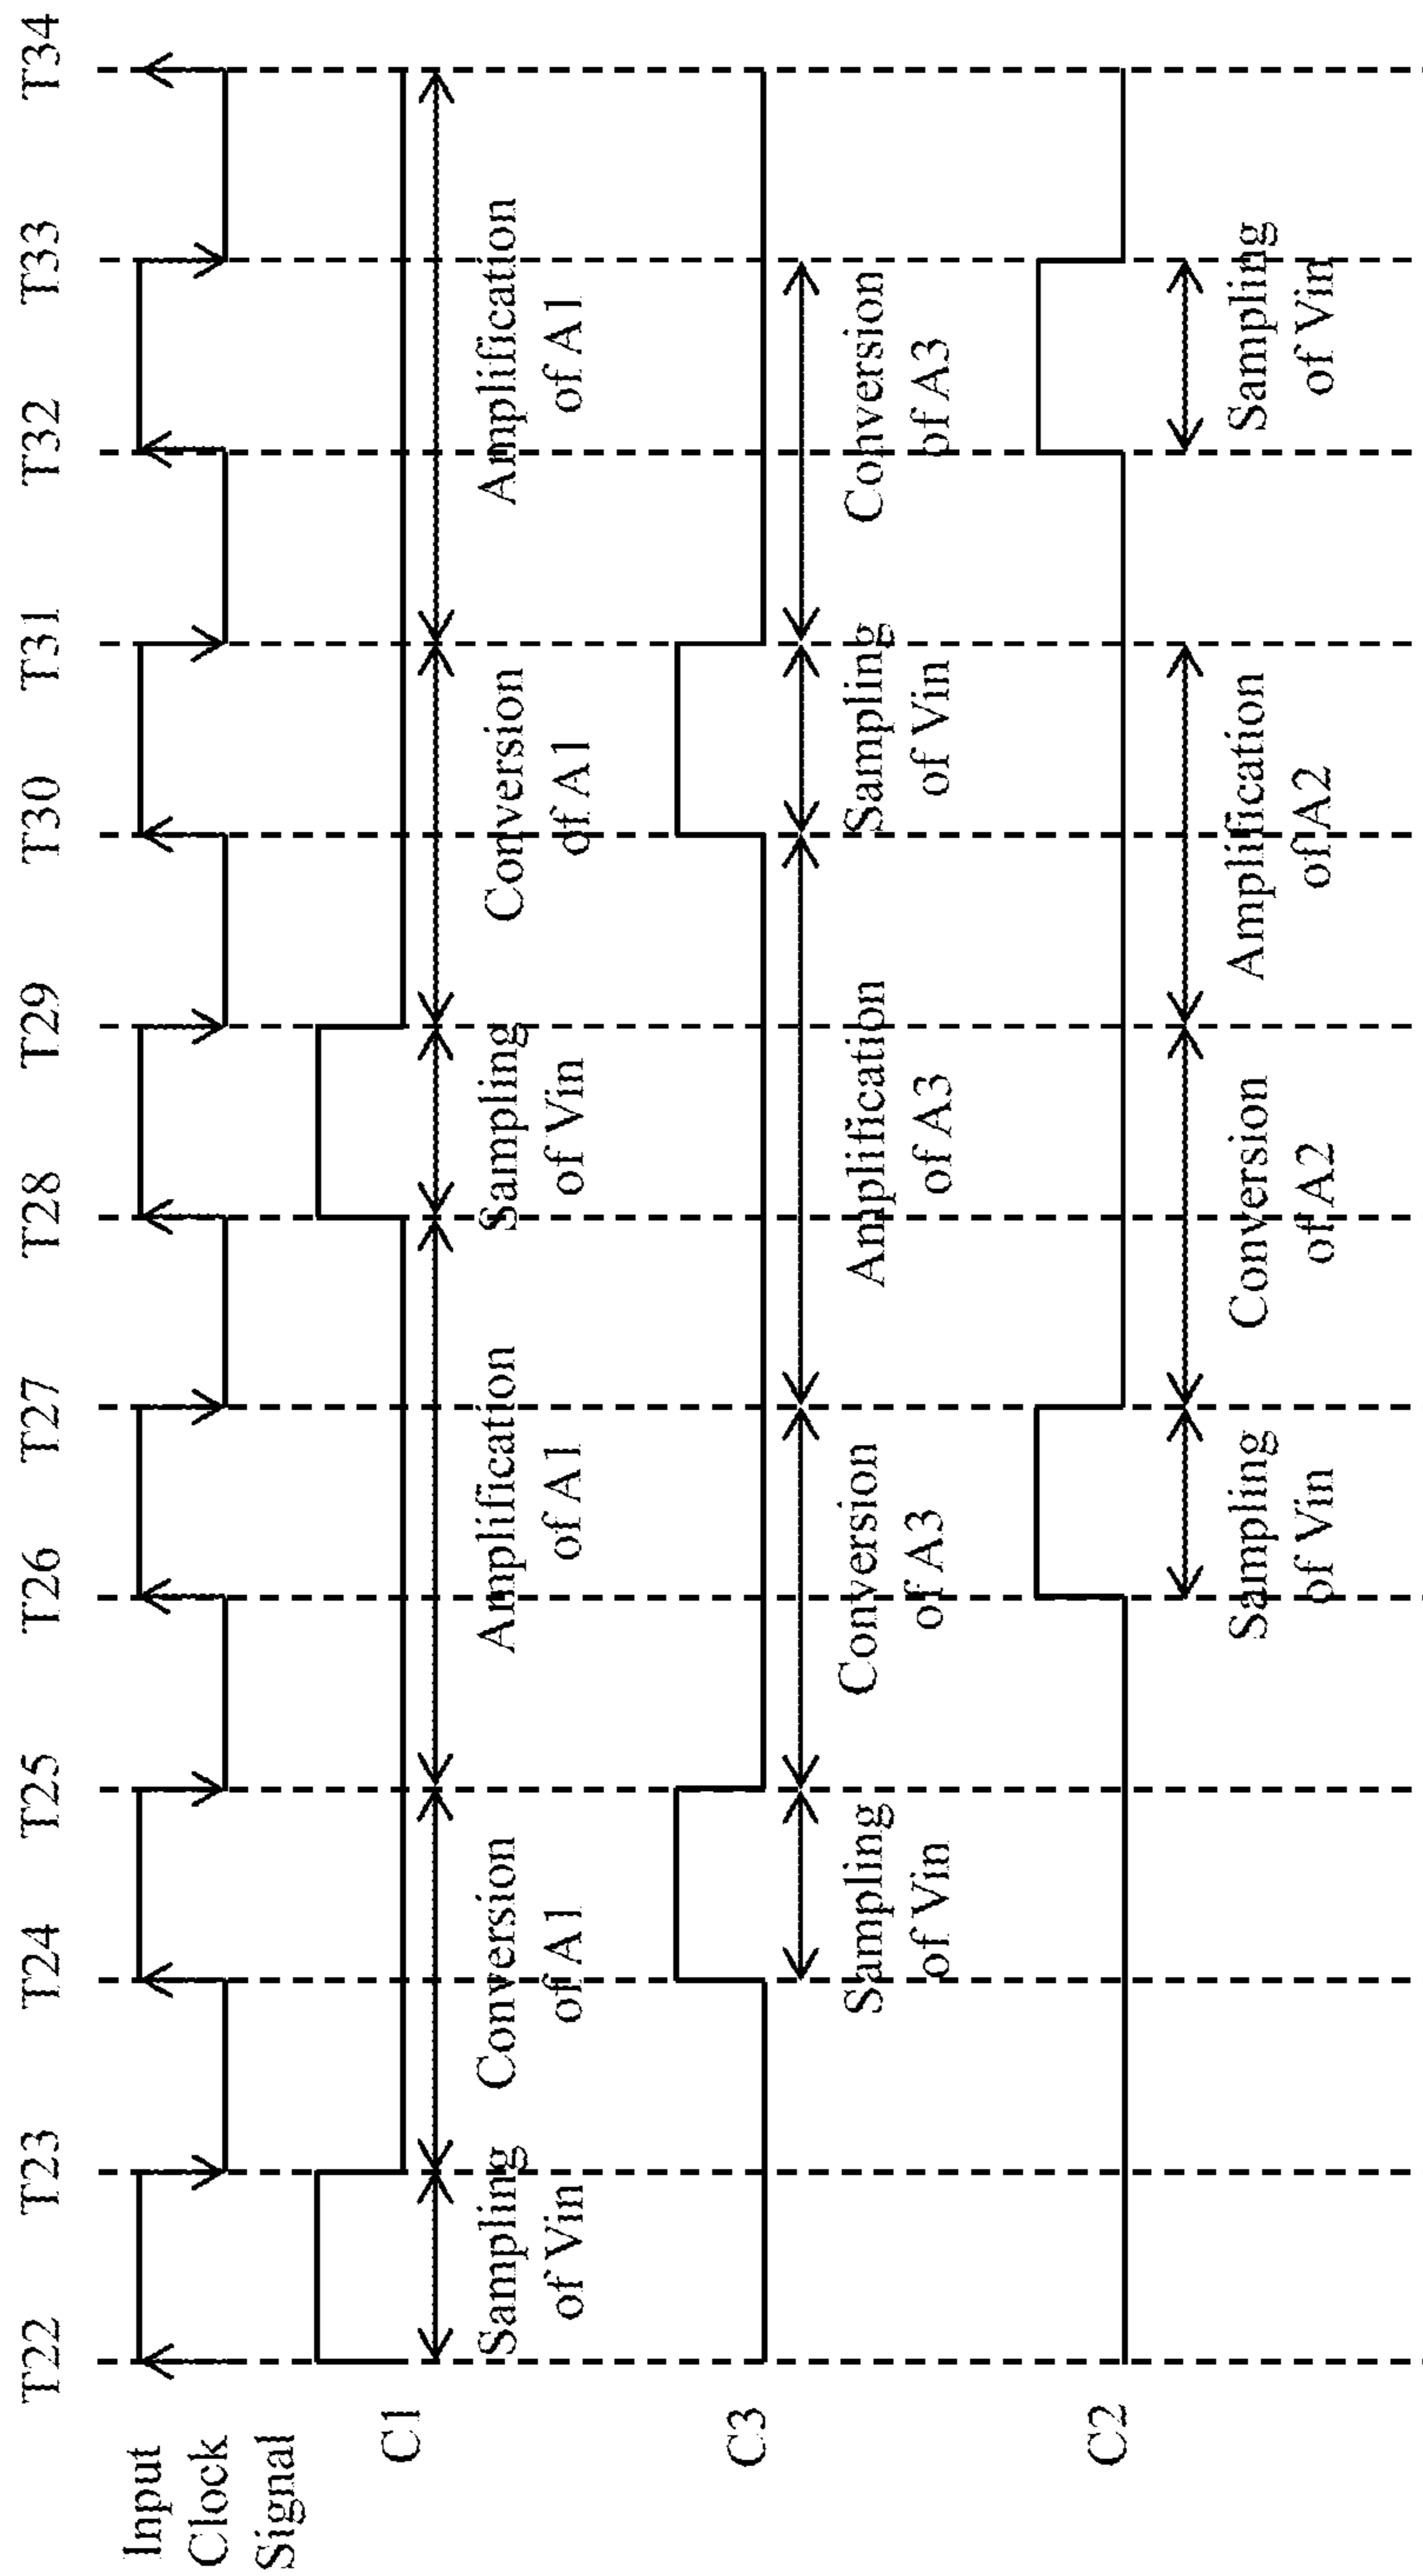 T22 T23 T24 T25 T26 T27 T28 T29 T30 T31 T32 T33 T34
Input
Clock
Signal
C1
Sampling
of Vin
Conversion
of A1
Amplification
of A1
Sampling
of Vin
Conversion
of A1
Amplification
of A1
C3
Sampling
of Vin
Conversion
of A3
Amplification
of A3
Sampling
of Vin
Conversion
of A3
C2
Sampling
of Vin
Conversion
of A2
Amplification
of A2
Sampling
of Vin